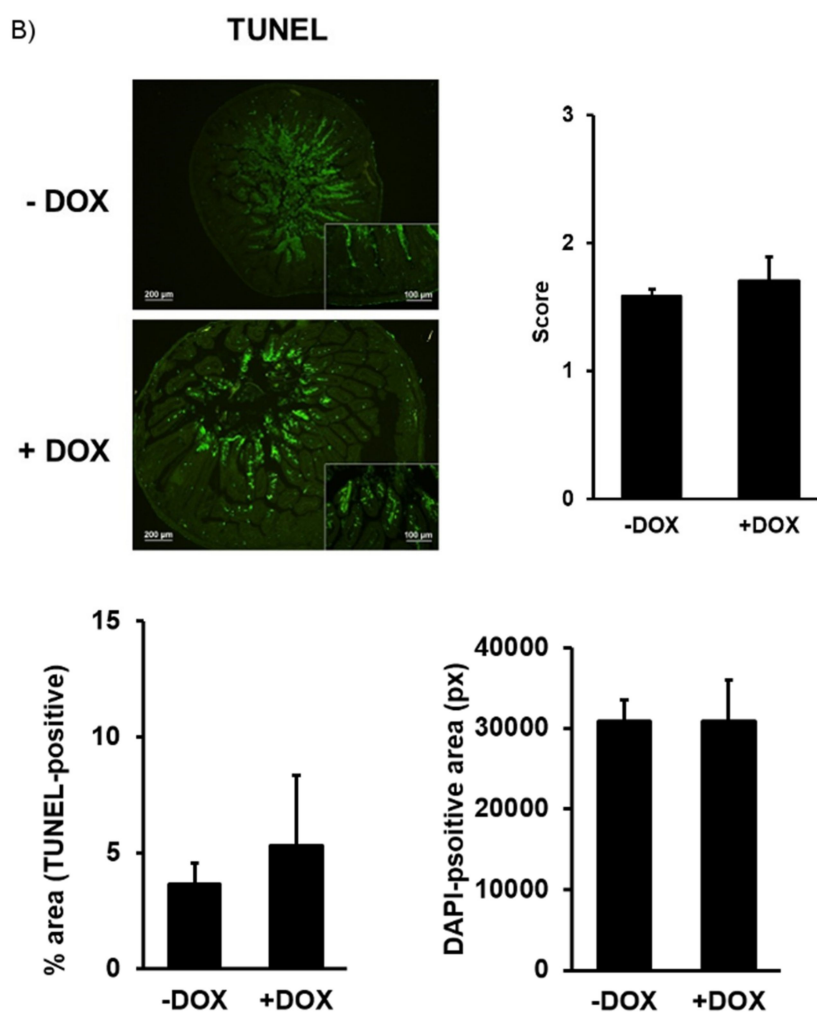 B)
TUNEL
- DOX
200 µm
100 µm
+ DOX
200 µm
100 µm
Score
3
2
1
0
-DOX
+DOX
% area (TUNEL-positive)
15
10
5
0
-DOX
+DOX
DAPI-psoitive area (px)
40000
30000
20000
10000
0
-DOX
+DOX